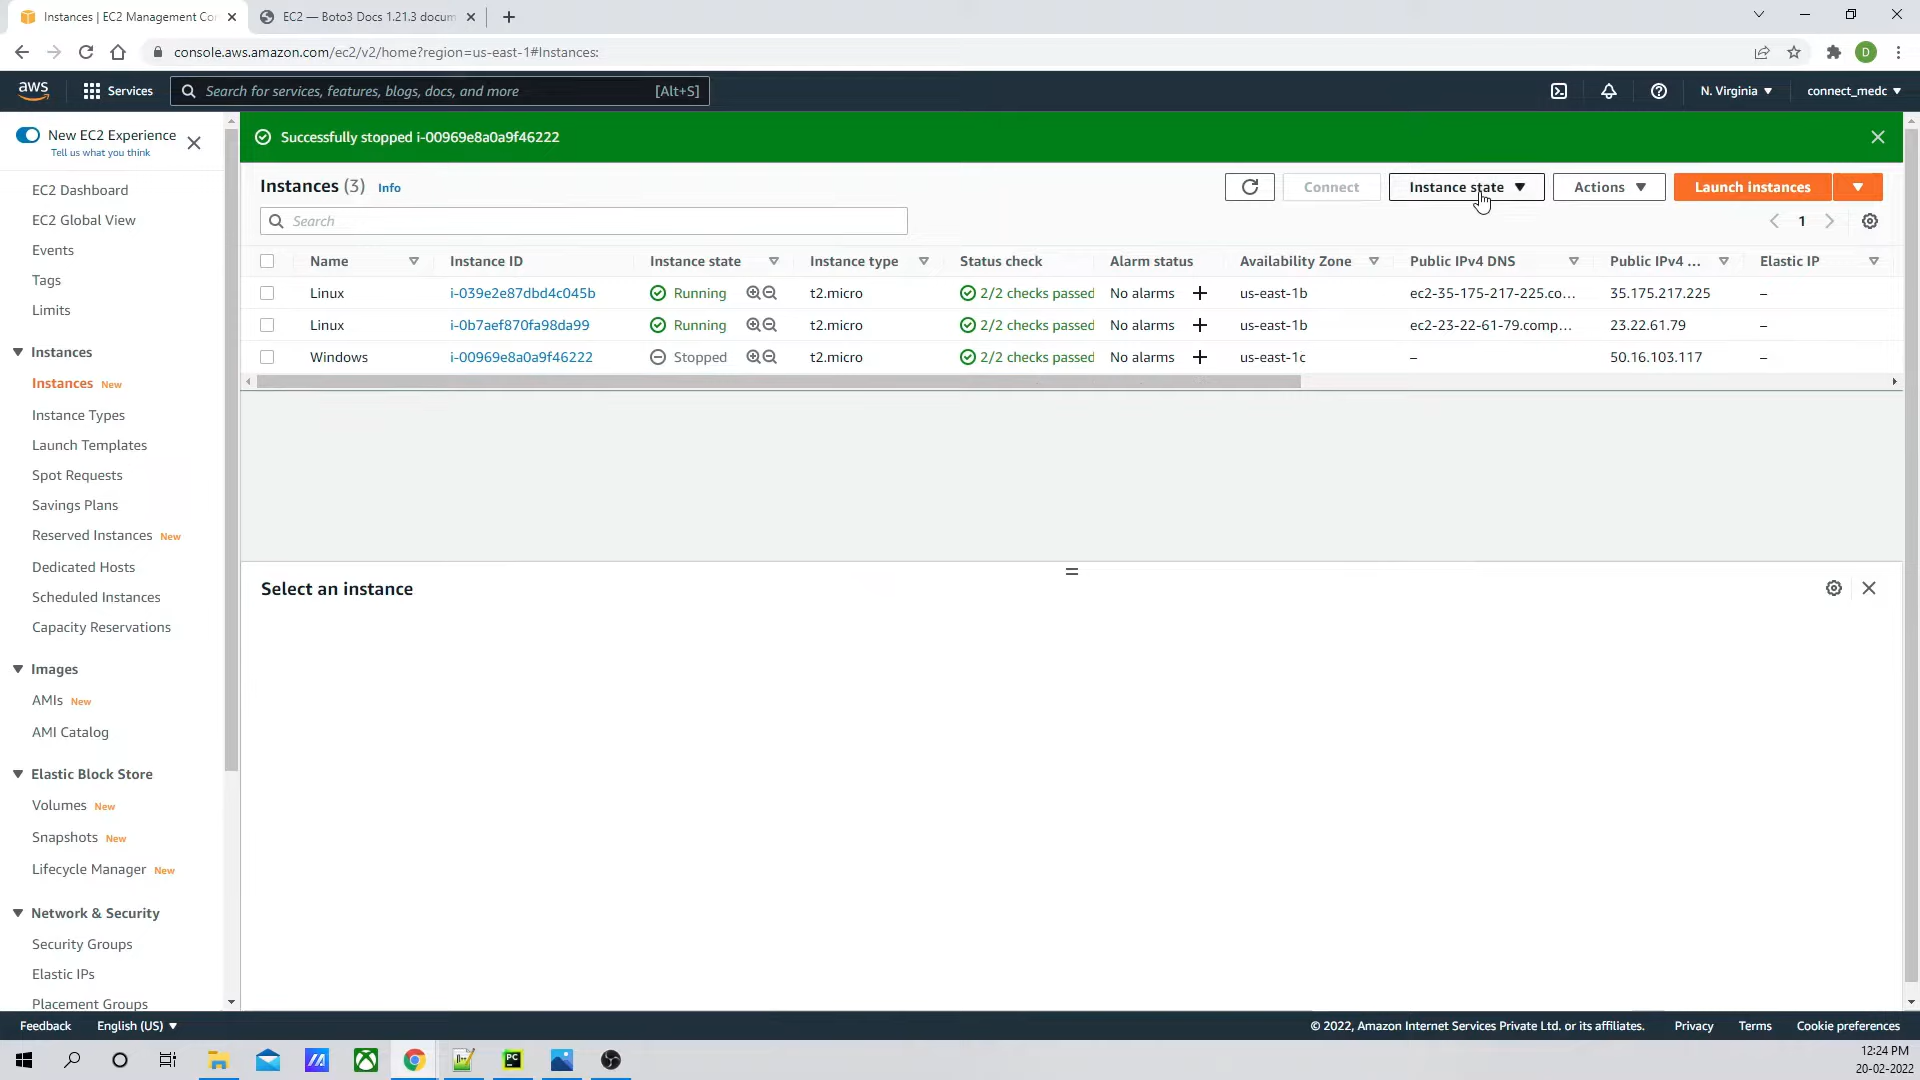 Instances | EC2 Management Con
EC2 — Boto3 Docs 1.21.3 docum
console.aws.amazon.com/ec2/v2/home?region=us-east-1#Instances:
D
aws
Services
Search for services, features, blogs, docs, and more
[Alt+S]
N. Virginia
connect_medc
New EC2 Experience
Tell us what you think
EC2 Dashboard
EC2 Global View
Events
Tags
Limits
Instances
Instances New
Instance Types
Launch Templates
Spot Requests
Savings Plans
Reserved Instances New
Dedicated Hosts
Scheduled Instances
Capacity Reservations
Images
AMIs New
AMI Catalog
Elastic Block Store
Volumes New
Snapshots New
Lifecycle Manager New
Network & Security
Security Groups
Elastic IPs
Placement Groups
Successfully stopped i-00969e8a0a9f46222
Instances (3) Info
Connect
Instance state
Actions
Launch instances
Search
1
Name Instance ID Instance state Instance type Status check Alarm status Availability Zone Public IPv4 DNS Public IPv4 ... Elastic IP
Linux i-039e2e87dbd4c045b Running t2.micro 2/2 checks passed No alarms + us-east-1b ec2-35-175-217-225.co... 35.175.217.225 –
Linux i-0b7aef870fa98da99 Running t2.micro 2/2 checks passed No alarms + us-east-1b ec2-23-22-61-79.comp... 23.22.61.79 –
Windows i-00969e8a0a9f46222 Stopped t2.micro 2/2 checks passed No alarms + us-east-1c – 50.16.103.117 –
Select an instance
Feedback
English (US)
© 2022, Amazon Internet Services Private Ltd. or its affiliates.
Privacy
Terms
Cookie preferences
PC
12:24 PM
20-02-2022